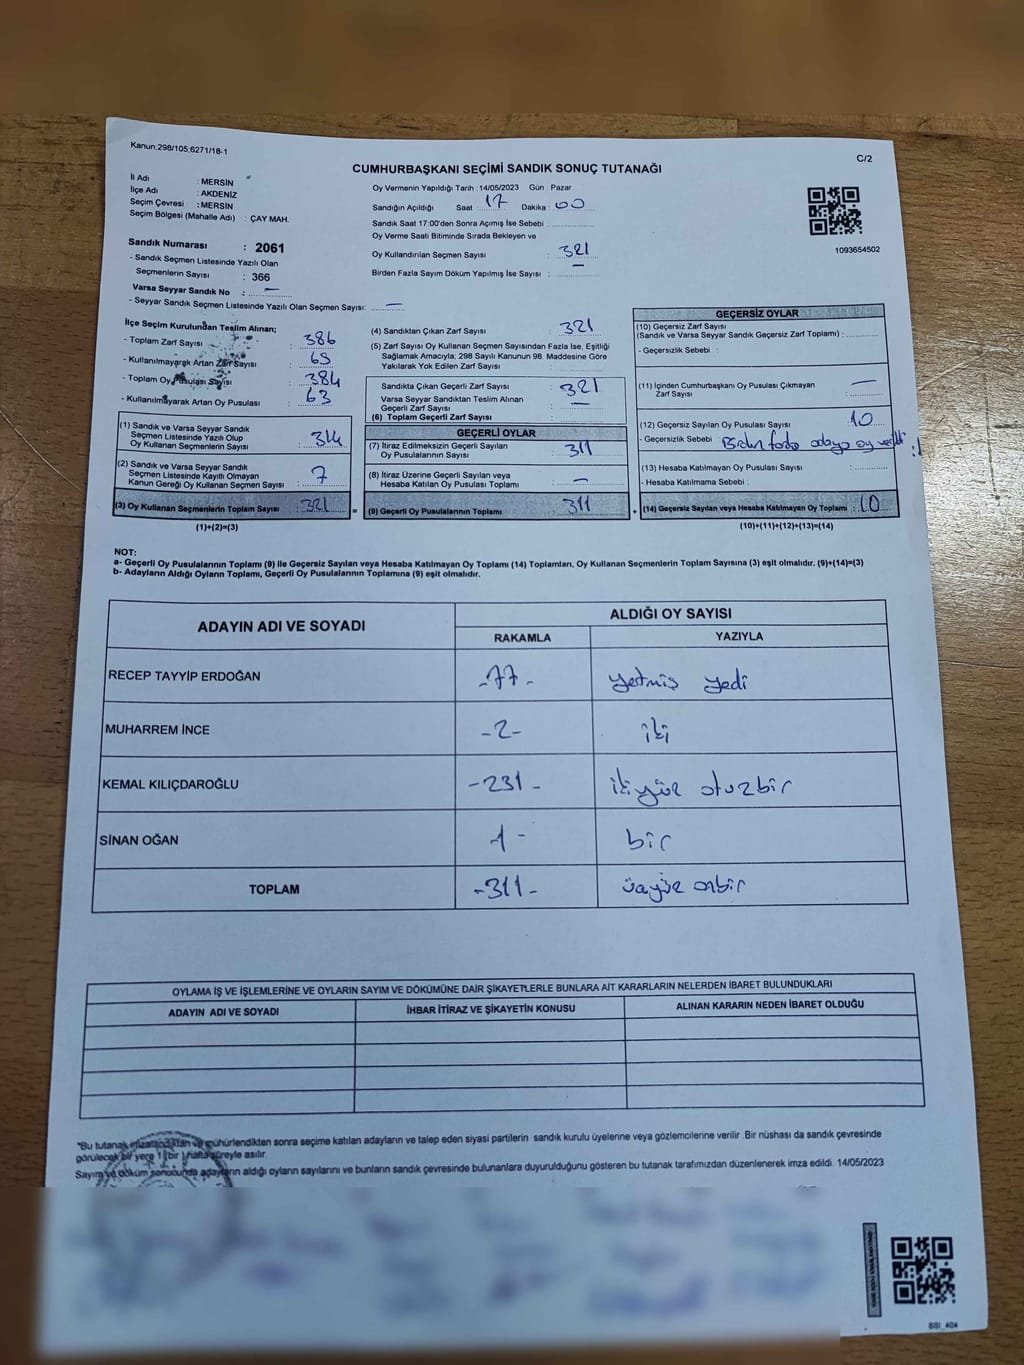 Kanun;298/105,6271/18-1
C/2
CUMHURBAŞKANI SEÇİMİ SANDIK SONUÇ TUTANAĞI
İl Adı : MERSİN
İlçe Adı : AKDENİZ
Seçim Çevresi : MERSİN
Seçim Bölgesi (Mahalle Adı) : ÇAY MAH.
Sandık Numarası : 2061
- Sandık Seçmen Listesinde Yazılı Olan
Seçmenlerin Sayısı : 366
Varsa Seyyar Sandık No : —
- Seyyar Sandık Seçmen Listesinde Yazılı Olan Seçmen Sayısı: —
Oy Vermenin Yapıldığı Tarih : 14/05/2023 Gün : Pazar
Sandığın Açıldığı Saat 17 Dakika : 00
Sandık Saat 17:00'den Sonra Açımış İse Sebebi :
Oy Verme Saati Bitiminde Sırada Bekleyen ve
Oy Kullandırılan Seçmen Sayısı : 321
Birden Fazla Sayım Döküm Yapılmış İse Sayısı : —
1093654502
İlçe Seçim Kurulundan Teslim Alınan;
- Toplam Zarf Sayısı : 386
- Kullanılmayarak Artan Zarf Sayısı : 65
- Toplam Oy Pusulası Sayısı : 384
- Kullanılmayarak Artan Oy Pusulası : 63
(1) Sandık ve Varsa Seyyar Sandık
Seçmen Listesinde Yazılı Olup
Oy Kullanan Seçmenlerin Sayısı : 314
(2) Sandık ve Varsa Seyyar Sandık
Seçmen Listesinde Kayıtlı Olmayan
Kanun Gereği Oy Kullanan Seçmen Sayısı : 7
(3) Oy Kullanan Seçmenlerin Toplam Sayısı : 321
(1)+(2)=(3)
(4) Sandıktan Çıkan Zarf Sayısı : 321
(5) Zarf Sayısı Oy Kullanan Seçmen Sayısından Fazla İse, Eşitliği
Sağlamak Amacıyla; 298 Sayılı Kanunun 98. Maddesine Göre
Yakılarak Yok Edilen Zarf Sayısı :
Sandıkta Çıkan Geçerli Zarf Sayısı : 321
Varsa Seyyar Sandıktan Teslim Alınan
Geçerli Zarf Sayısı : —
(6) Toplam Geçerli Zarf Sayısı :
GEÇERLİ OYLAR
(7) İtiraz Edilmeksizin Geçerli Sayılan
Oy Pusulalarının Sayısı : 311
(8) İtiraz Üzerine Geçerli Sayılan veya
Hesaba Katılan Oy Pusulası Toplamı : —
= (9) Geçerli Oy Pusulalarının Toplamı : 311
GEÇERSİZ OYLAR
(10) Geçersiz Zarf Sayısı
(Sandık ve Varsa Seyyar Sandık Geçersiz Zarf Toplamı) :
- Geçersizlik Sebebi :
(11) İçinden Cumhurbaşkanı Oy Pusulası Çıkmayan
Zarf Sayısı : —
(12) Geçersiz Sayılan Oy Pusulası Sayısı : 10
- Geçersizlik Sebebi : Birden fazla adaya oy
(13) Hesaba Katılmayan Oy Pusulası Sayısı :
- Hesaba Katılmama Sebebi :
+ (14) Geçersiz Sayılan veya Hesaba Katılmayan Oy Toplamı : 10
(10)+(11)+(12)+(13)=(14)
NOT:
a- Geçerli Oy Pusulalarının Toplamı (9) ile Geçersiz Sayılan veya Hesaba Katılmayan Oy Toplamı (14) Toplamları, Oy Kullanan Seçmenlerin Toplam Sayısına (3) eşit olmalıdır. (9)+(14)=(3)
b- Adayların Aldığı Oyların Toplamı, Geçerli Oy Pusulalarının Toplamına (9) eşit olmalıdır.
ADAYIN ADI VE SOYADI
ALDIĞI OY SAYISI
RAKAMLA YAZIYLA
RECEP TAYYİP ERDOĞAN -77- yetmiş yedi
MUHARREM İNCE -2- iki
KEMAL KILIÇDAROĞLU -231- ikiyüz otuzbir
SİNAN OĞAN -1- bir
TOPLAM -311- üçyüz onbir
OYLAMA İŞ VE İŞLEMLERİNE VE OYLARIN SAYIM VE DÖKÜMÜNE DAİR ŞİKAYETLERLE BUNLARA AİT KARARLARIN NELERDEN İBARET BULUNDUKLARI
ADAYIN ADI VE SOYADI İHBAR İTİRAZ VE ŞİKAYETİN KONUSU ALINAN KARARIN NEDEN İBARET OLDUĞU
"Bu tutanak imzalandıktan ve mühürlendikten sonra seçime katılan adayların ve talep eden siyasi partilerin sandık kurulu üyelerine veya gözlemcilerine verilir. Bir nüshası da sandık çevresinde
görülecek bir yere 1 (bir) hafta süreyle asılır.
Sayım ve döküm sonucunda adayların aldığı oyların sayılarını ve bunların sandık çevresinde bulunanlara duyurulduğunu gösteren bu tutanak tarafımızdan düzenlenerek imza edildi. 14/05/2023